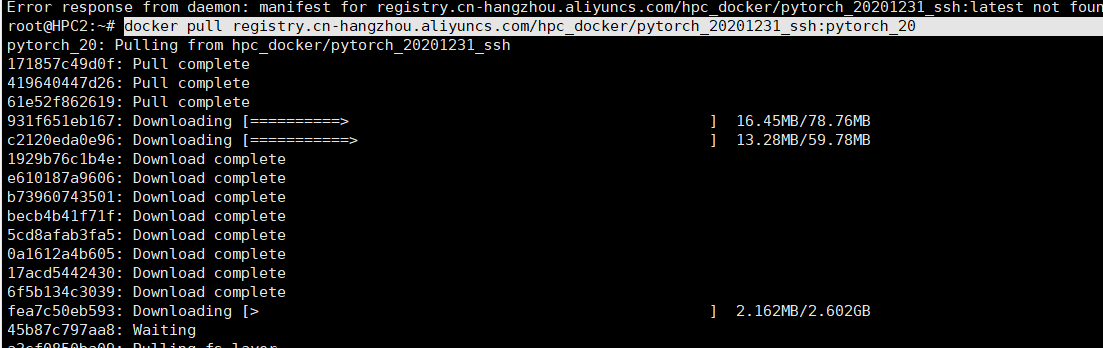 Error response from daemon: manifest for registry.cn-hangzhou.aliyuncs.com/hpc_docker/pytorch_20201231_ssh:latest not foun
root@HPC2:~# docker pull registry.cn-hangzhou.aliyuncs.com/hpc_docker/pytorch_20201231_ssh:pytorch_20
pytorch_20: Pulling from hpc_docker/pytorch_20201231_ssh
171857c49d0f: Pull complete
419640447d26: Pull complete
61e52f862619: Pull complete
931f651eb167: Downloading [==========>                                        ]  16.45MB/78.76MB
c2120eda0e96: Downloading [===========>                                       ]  13.28MB/59.78MB
1929b76c1b4e: Download complete
e610187a9606: Download complete
b73960743501: Download complete
becb4b41f71f: Download complete
5cd8afab3fa5: Download complete
0a1612a4b605: Download complete
17acd5442430: Download complete
6f5b134c3039: Download complete
fea7c50eb593: Downloading [>                                                  ]  2.162MB/2.602GB
45b87c797aa8: Waiting
a3cf0850ba09: Pulling fs layer